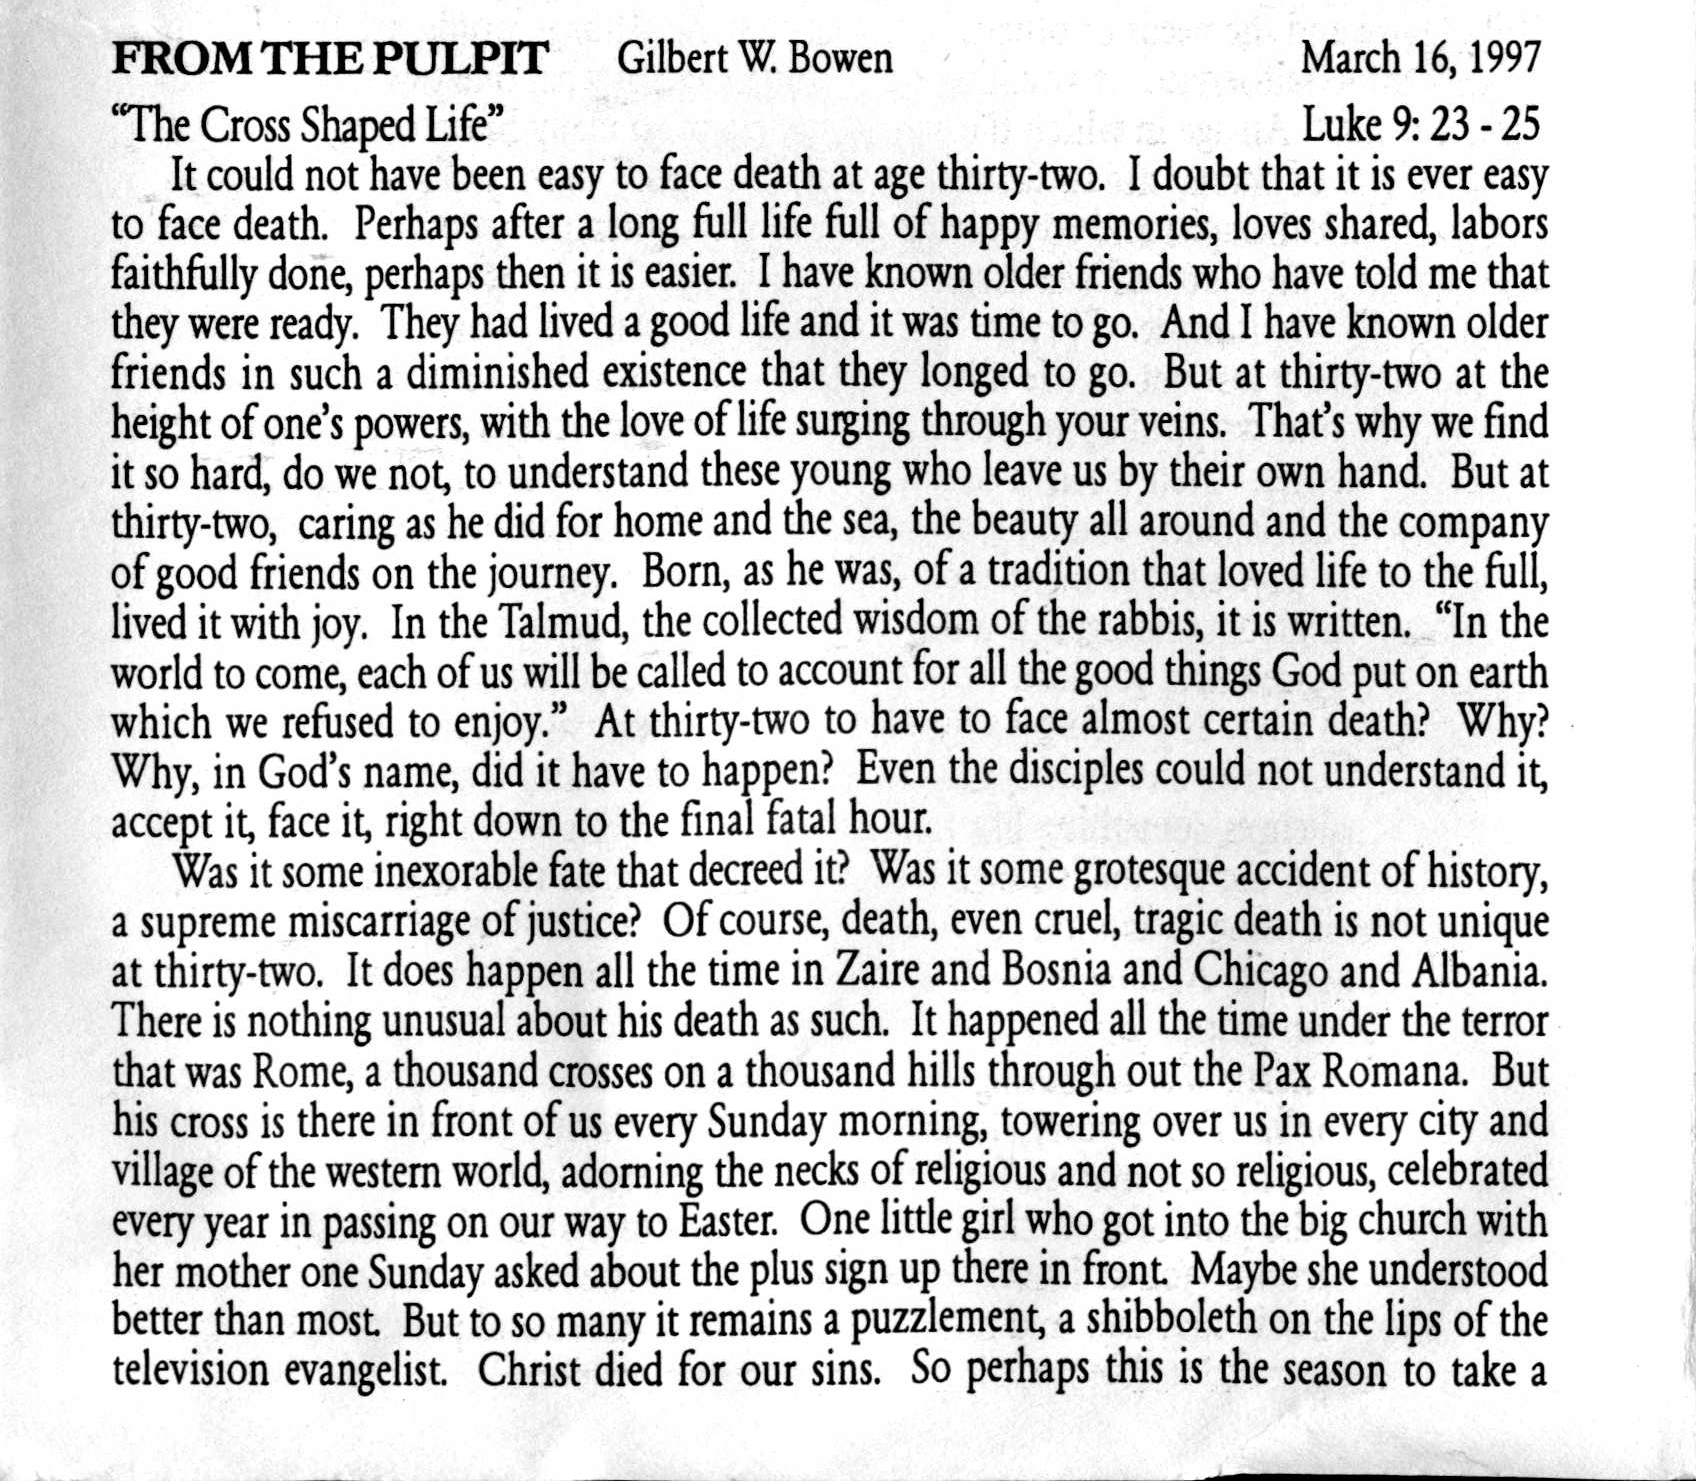 FROM THE PULPIT Gilbert W. Bowen March 16, 1997
“The Cross Shaped Life” Luke 9: 23 - 25
It could not have been easy to face death at age thirty-two. I doubt that it is ever easy
to face death. Perhaps after a long full life full of happy memories, loves shared, labors
faithfully done, perhaps then it is easier. I have known older friends who have told me that
they were ready. They had lived a good life and it was time to go. And I have known older
friends in such a diminished existence that they longed to go. But at thirty-two at the
height of one’s powers, with the love of life surging through your veins. That’s why we find
it so hard, do we not, to understand these young who leave us by their own hand. But at
thirty-two, caring as he did for home and the sea, the beauty all around and the company
of good friends on the journey. Born, as he was, of a tradition that loved life to the full,
lived it with joy. In the Talmud, the collected wisdom of the rabbis, it is written. “In the
world to come, each of us will be called to account for all the good things God put on earth
which we refused to enjoy.” At thirty-two to have to face almost certain death? Why?
Why, in God’s name, did it have to happen? Even the disciples could not understand it,
accept it, face it, right down to the final fatal hour.
Was it some inexorable fate that decreed it? Was it some grotesque accident of history,
a supreme miscarriage of justice? Of course, death, even cruel, tragic death is not unique
at thirty-two. It does happen all the time in Zaire and Bosnia and Chicago and Albania.
There is nothing unusual about his death as such. It happened all the time under the terror
that was Rome, a thousand crosses on a thousand hills through out the Pax Romana. But
his cross is there in front of us every Sunday morning, towering over us in every city and
village of the western world, adorning the necks of religious and not so religious, celebrated
every year in passing on our way to Easter. One little girl who got into the big church with
her mother one Sunday asked about the plus sign up there in front. Maybe she understood
better than most. But to so many it remains a puzzlement, a shibboleth on the lips of the
television evangelist. Christ died for our sins. So perhaps this is the season to take a